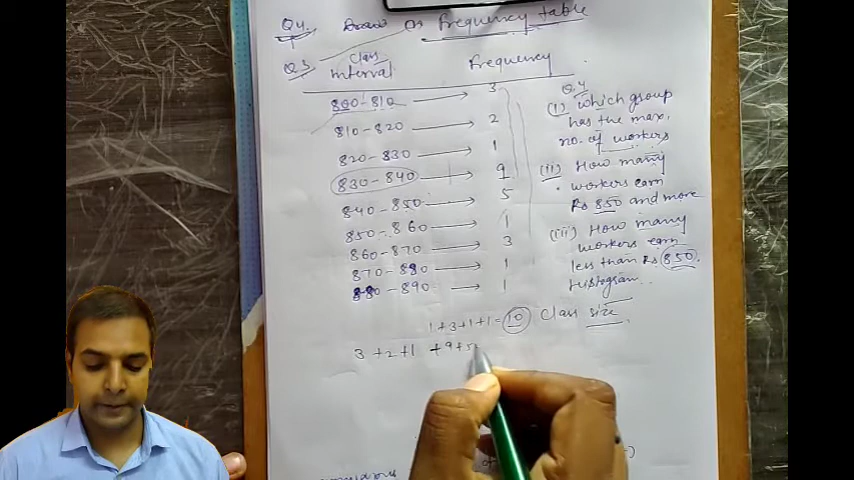 Q4. Draw a Frequency table
Q3 Class Interval Frequency
800-810 3
810-820 2
820-830 1
830-840 9
840-850 5
850-860 1
860-870 3
870-880 1
880-890 1
Q.4
(i) which group
has the max.
no. of workers
(ii) How many
workers earn
Rs 850 and more
(iii) How many
workers earn
less than Rs 850.
Histogram.
1+3+1+1=10 Class size
3+2+1 +9+5